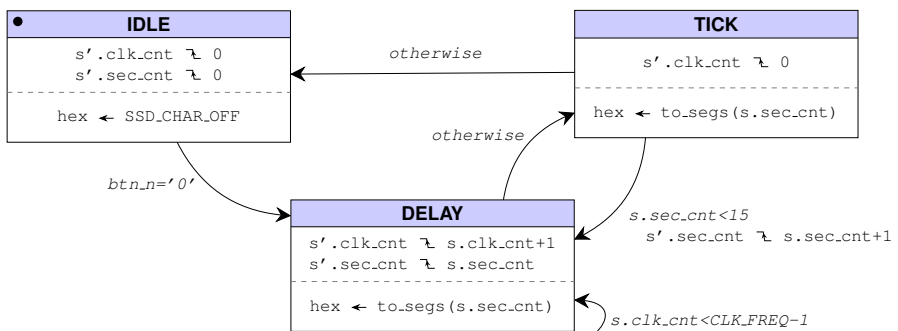 IDLE
s′.clk_cnt ↴ 0
s′.sec_cnt ↴ 0
hex ← SSD_CHAR_OFF
TICK
s′.clk_cnt ↴ 0
hex ← to_segs(s.sec_cnt)
otherwise
otherwise
btn_n='0'
DELAY
s′.clk_cnt ↴ s.clk_cnt+1
s′.sec_cnt ↴ s.sec_cnt
hex ← to_segs(s.sec_cnt)
s.sec_cnt<15
s′.sec_cnt ↴ s.sec_cnt+1
s.clk_cnt<CLK_FREQ-1